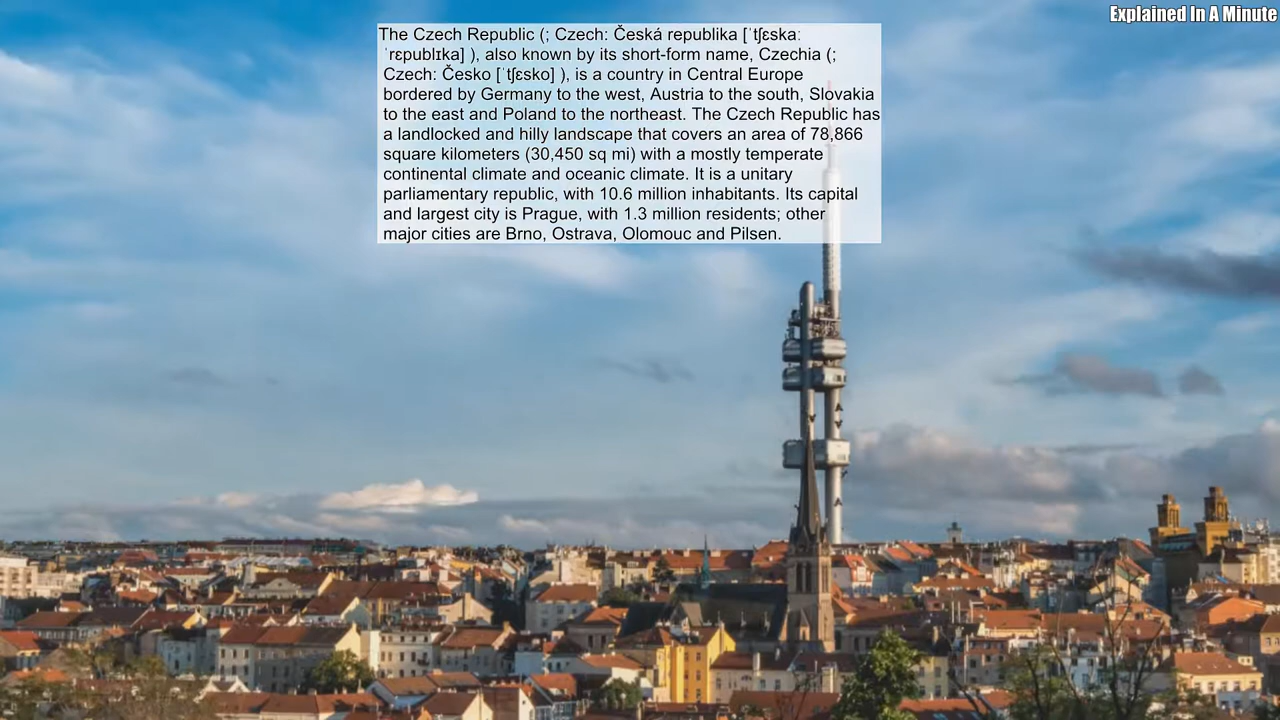 Explained In A Minute
The Czech Republic (; Czech: Česká republika [ˈtʃɛskaː
ˈrɛpublɪka] ), also known by its short-form name, Czechia (;
Czech: Česko [ˈtʃɛsko] ), is a country in Central Europe
bordered by Germany to the west, Austria to the south, Slovakia
to the east and Poland to the northeast. The Czech Republic has
a landlocked and hilly landscape that covers an area of 78,866
square kilometers (30,450 sq mi) with a mostly temperate
continental climate and oceanic climate. It is a unitary
parliamentary republic, with 10.6 million inhabitants. Its capital
and largest city is Prague, with 1.3 million residents; other
major cities are Brno, Ostrava, Olomouc and Pilsen.